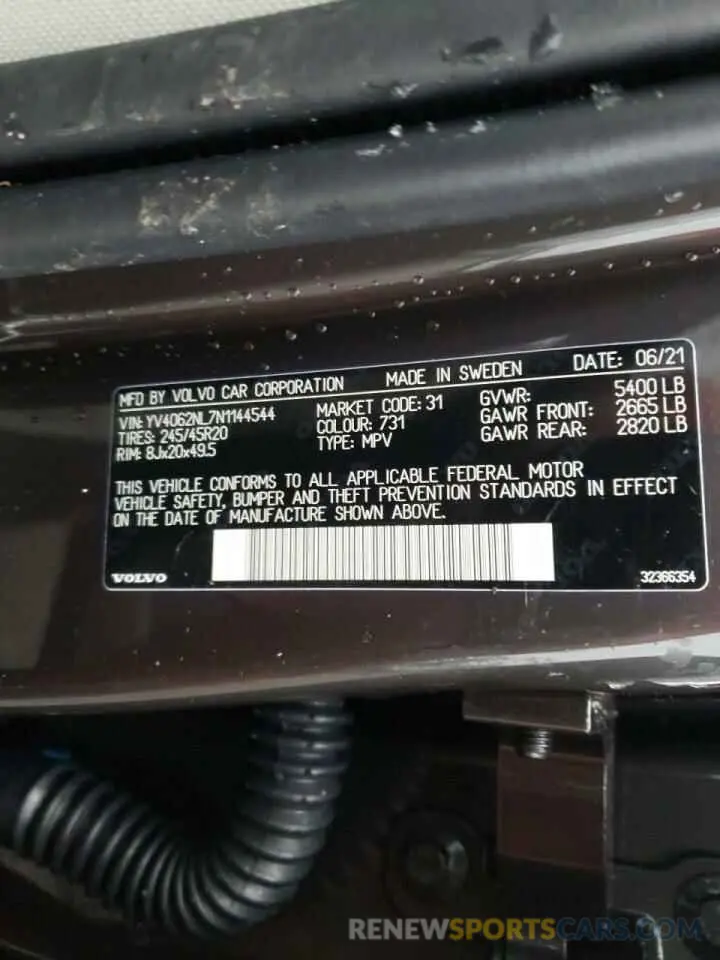 MFD BY VOLVO CAR CORPORATION MADE IN SWEDEN DATE: 06/21
VIN: YV4062NL7N1144544 MARKET CODE: 31 GVWR: 5400 LB
TIRES: 245/45R20 COLOUR: 731 GAWR FRONT: 2665 LB
RIM: 8Jx20x49.5 TYPE: MPV GAWR REAR: 2820 LB
THIS VEHICLE CONFORMS TO ALL APPLICABLE FEDERAL MOTOR
VEHICLE SAFETY, BUMPER AND THEFT PREVENTION STANDARDS IN EFFECT
ON THE DATE OF MANUFACTURE SHOWN ABOVE.
VOLVO 32366354
RENEWSPORTSCARS.COM